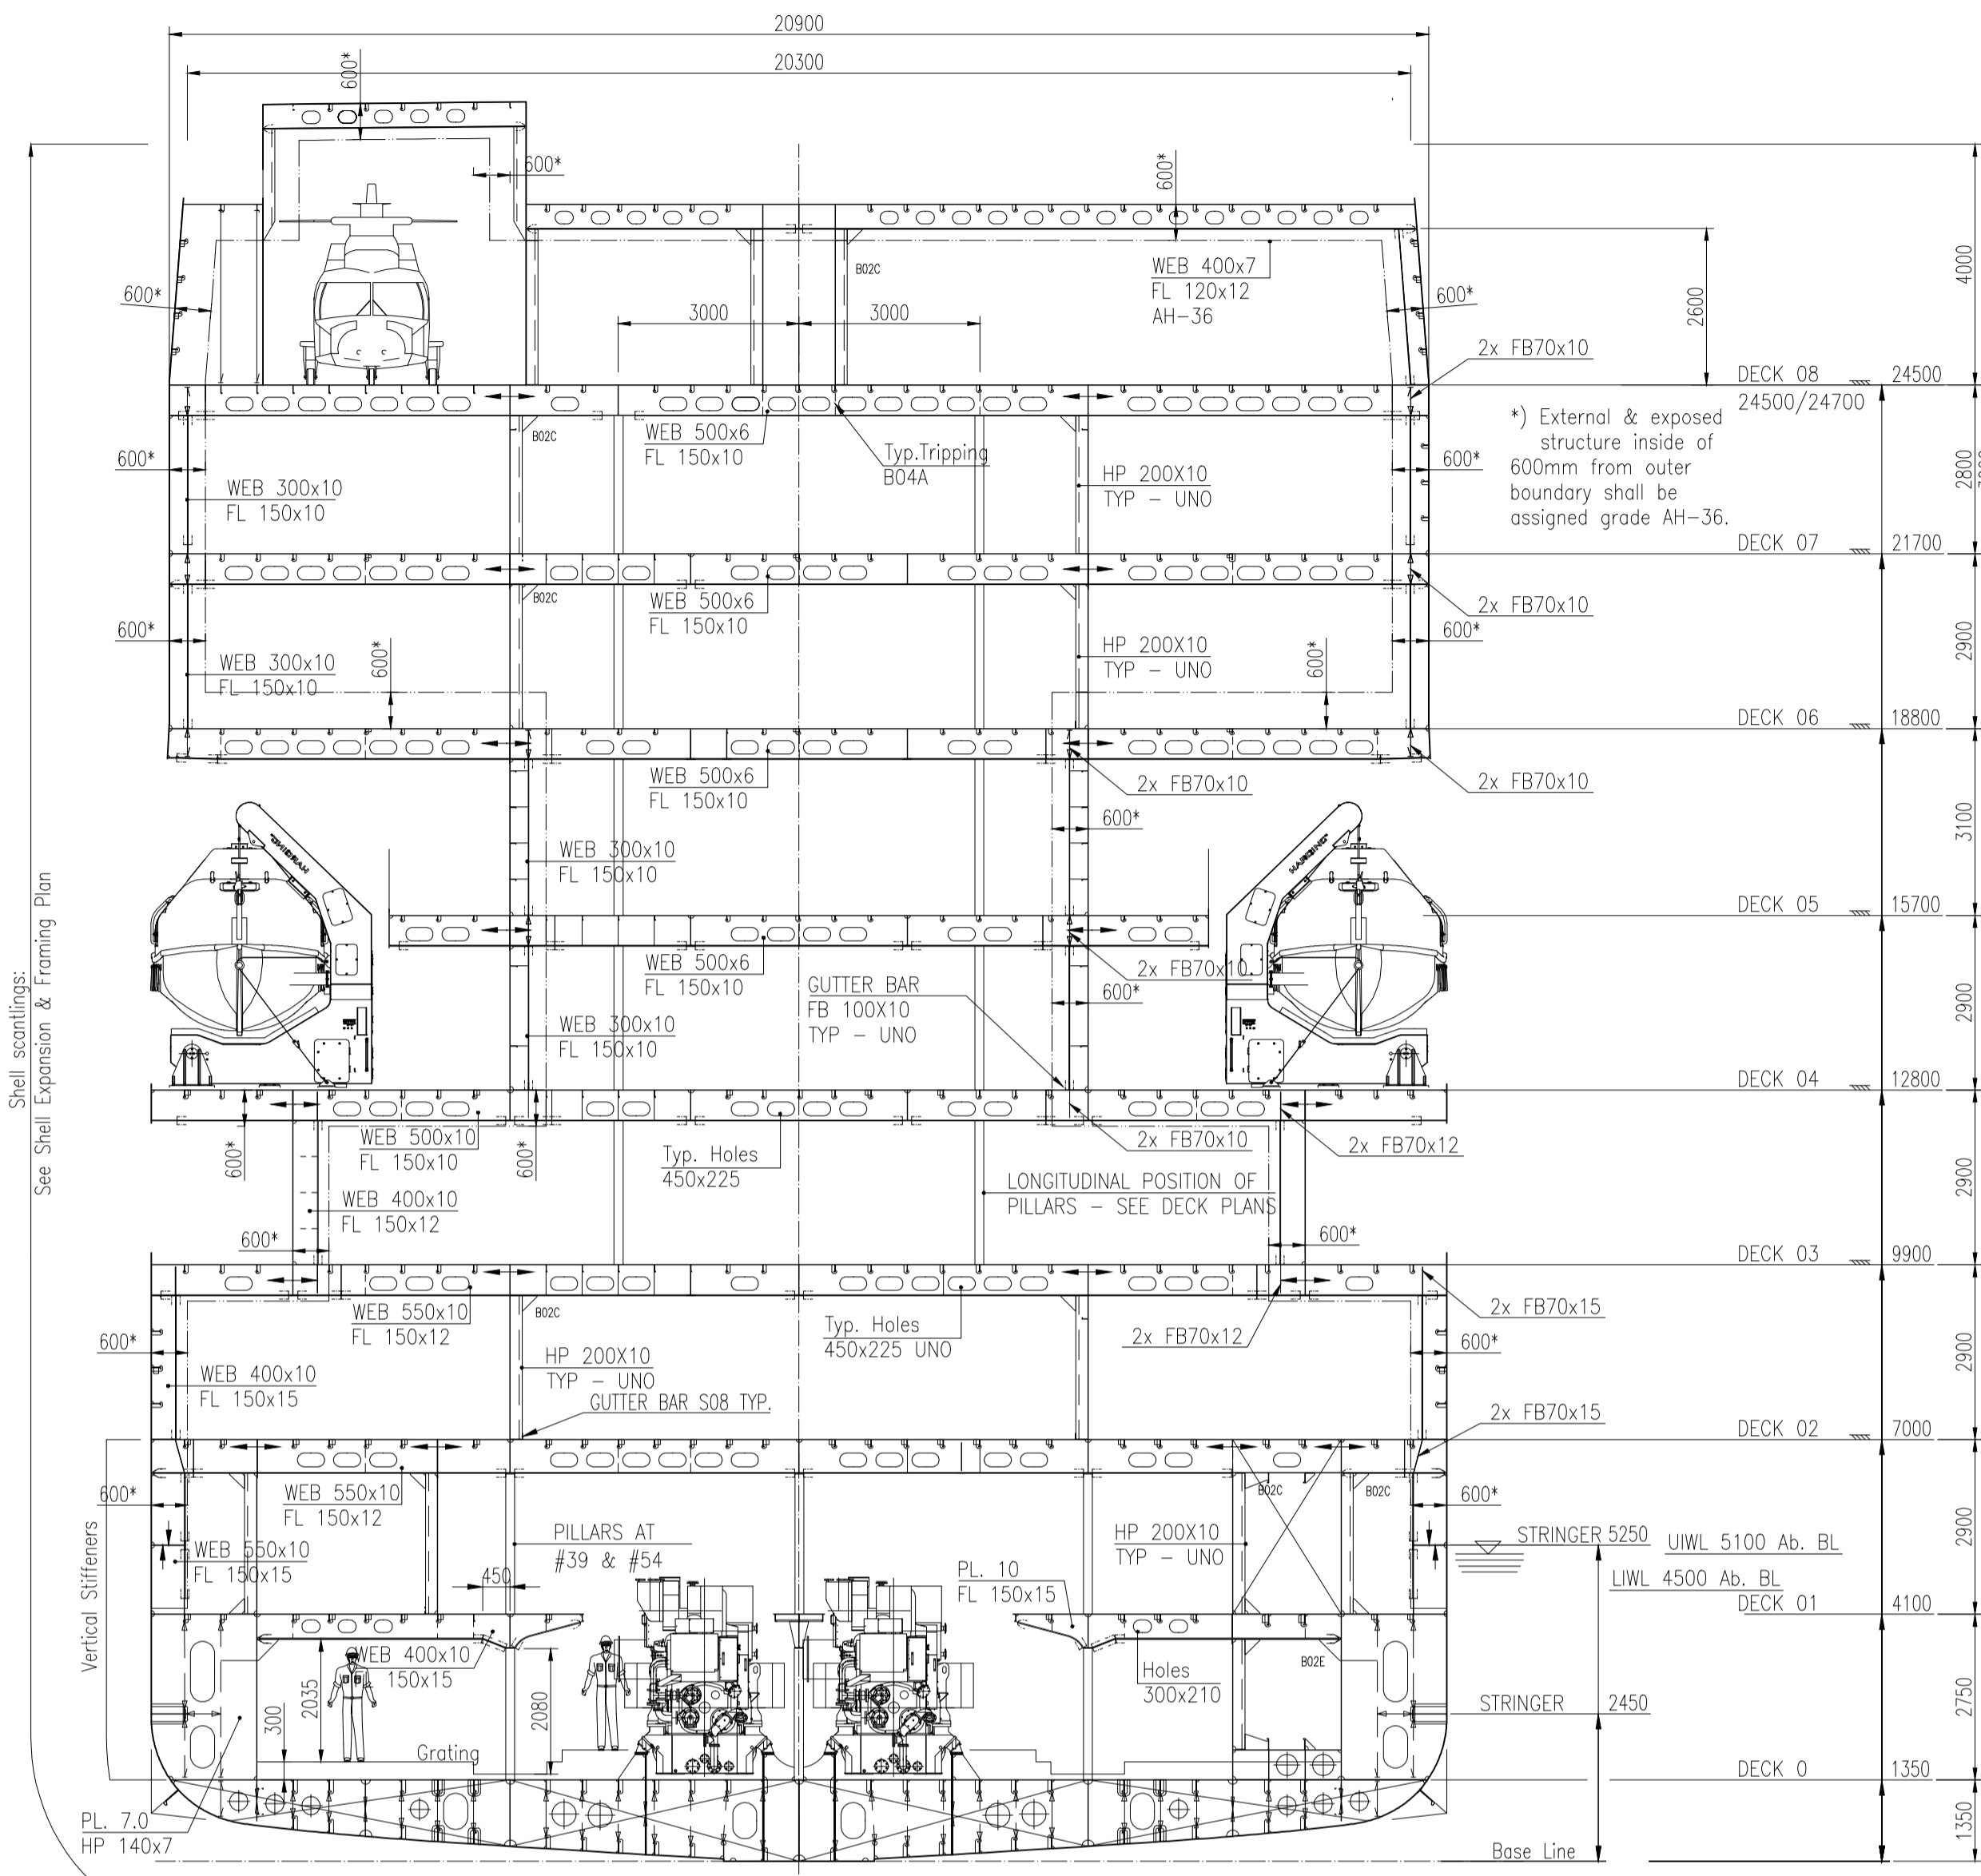 20900
20300
600*
600*
600*
4000
B02C
WEB 400x7
FL 120x12
AH-36
600*
600*
2600
3000
3000
2x FB70x10
DECK 08
24500
24500/24700
*) External & exposed
structure inside of
600mm from outer
boundary shall be
assigned grade AH-36.
B02C
WEB 500x6
FL 150x10
Typ.Tripping
B04A
600*
HP 200X10
TYP - UNO
600*
2800
WEB 300x10
FL 150x10
DECK 07
21700
B02C
WEB 500x6
FL 150x10
2x FB70x10
600*
600*
600*
HP 200X10
TYP - UNO
600*
2900
WEB 300x10
FL 150x10
DECK 06
18800
WEB 500x6
FL 150x10
2x FB70x10
2x FB70x10
HARDING
HARDING
600*
3100
WEB 300x10
FL 150x10
Shell scantlings:
See Shell Expansion & Framing Plan
DECK 05
15700
WEB 500x6
FL 150x10
2x FB70x10
GUTTER BAR
FB 100X10
TYP - UNO
600*
2900
WEB 300x10
FL 150x10
DECK 04
12800
600*
WEB 500x10
FL 150x10
600*
Typ. Holes
450x225
2x FB70x10
2x FB70x12
WEB 400x10
FL 150x12
LONGITUDINAL POSITION OF
PILLARS - SEE DECK PLANS
2900
600*
600*
DECK 03
9900
WEB 550x10
FL 150x12
B02C
Typ. Holes
450x225 UNO
2x FB70x12
2x FB70x15
600*
600*
HP 200X10
TYP - UNO
WEB 400x10
FL 150x15
GUTTER BAR S08 TYP.
2900
2x FB70x15
DECK 02
7000
600*
WEB 550x10
FL 150x12
B02C
B02C
600*
Vertical Stiffeners
WEB 550x10
FL 150x15
PILLARS AT
#39 & #54
HP 200X10
TYP - UNO
STRINGER 5250
UIWL 5100 Ab. BL
2900
450
PL. 10
FL 150x15
LIWL 4500 Ab. BL
DECK 01
4100
WEB 400x10
150x15
2035
300
2080
Holes
300x210
B02E
STRINGER
2450
2750
Grating
DECK 0
1350
PL. 7.0
HP 140x7
1350
Base Line